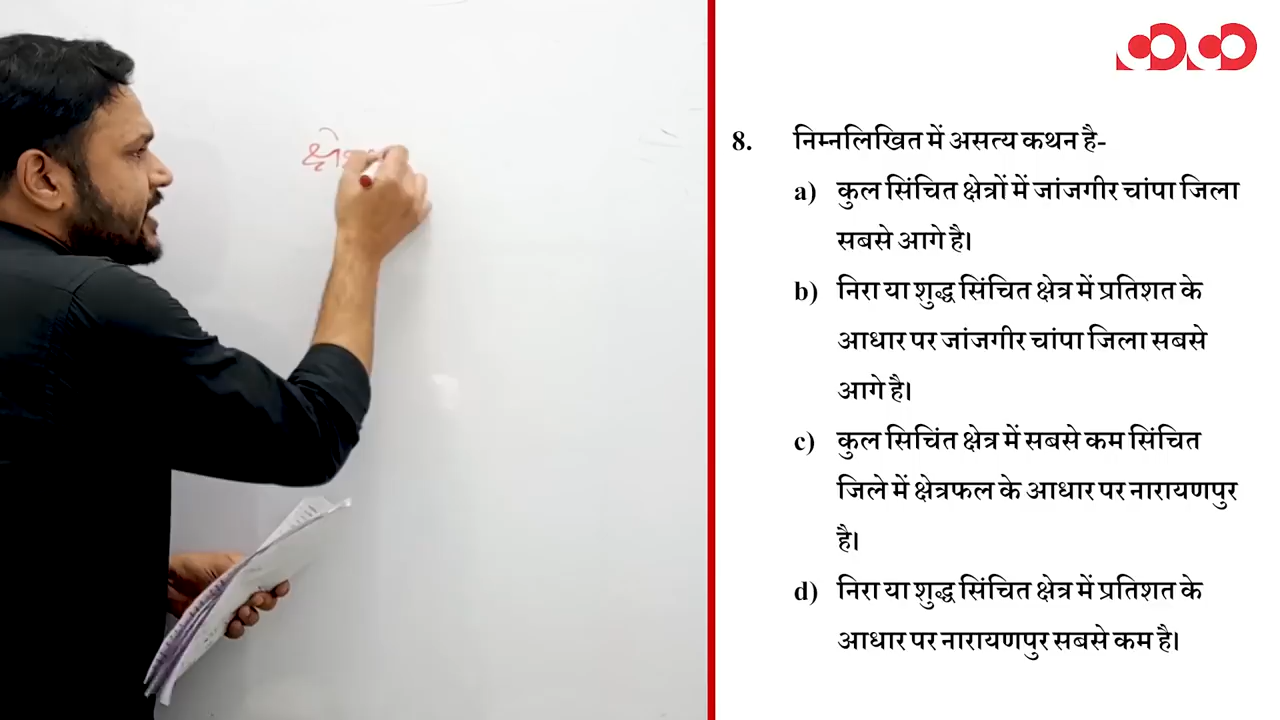 8. निम्नलिखित में असत्य कथन है-
a) कुल सिंचित क्षेत्रों में जांजगीर चांपा जिला
सबसे आगे है।
b) निरा या शुद्ध सिंचित क्षेत्र में प्रतिशत के
आधार पर जांजगीर चांपा जिला सबसे
आगे है।
c) कुल सिचिंत क्षेत्र में सबसे कम सिंचित
जिले में क्षेत्रफल के आधार पर नारायणपुर
है।
d) निरा या शुद्ध सिंचित क्षेत्र में प्रतिशत के
आधार पर नारायणपुर सबसे कम है।